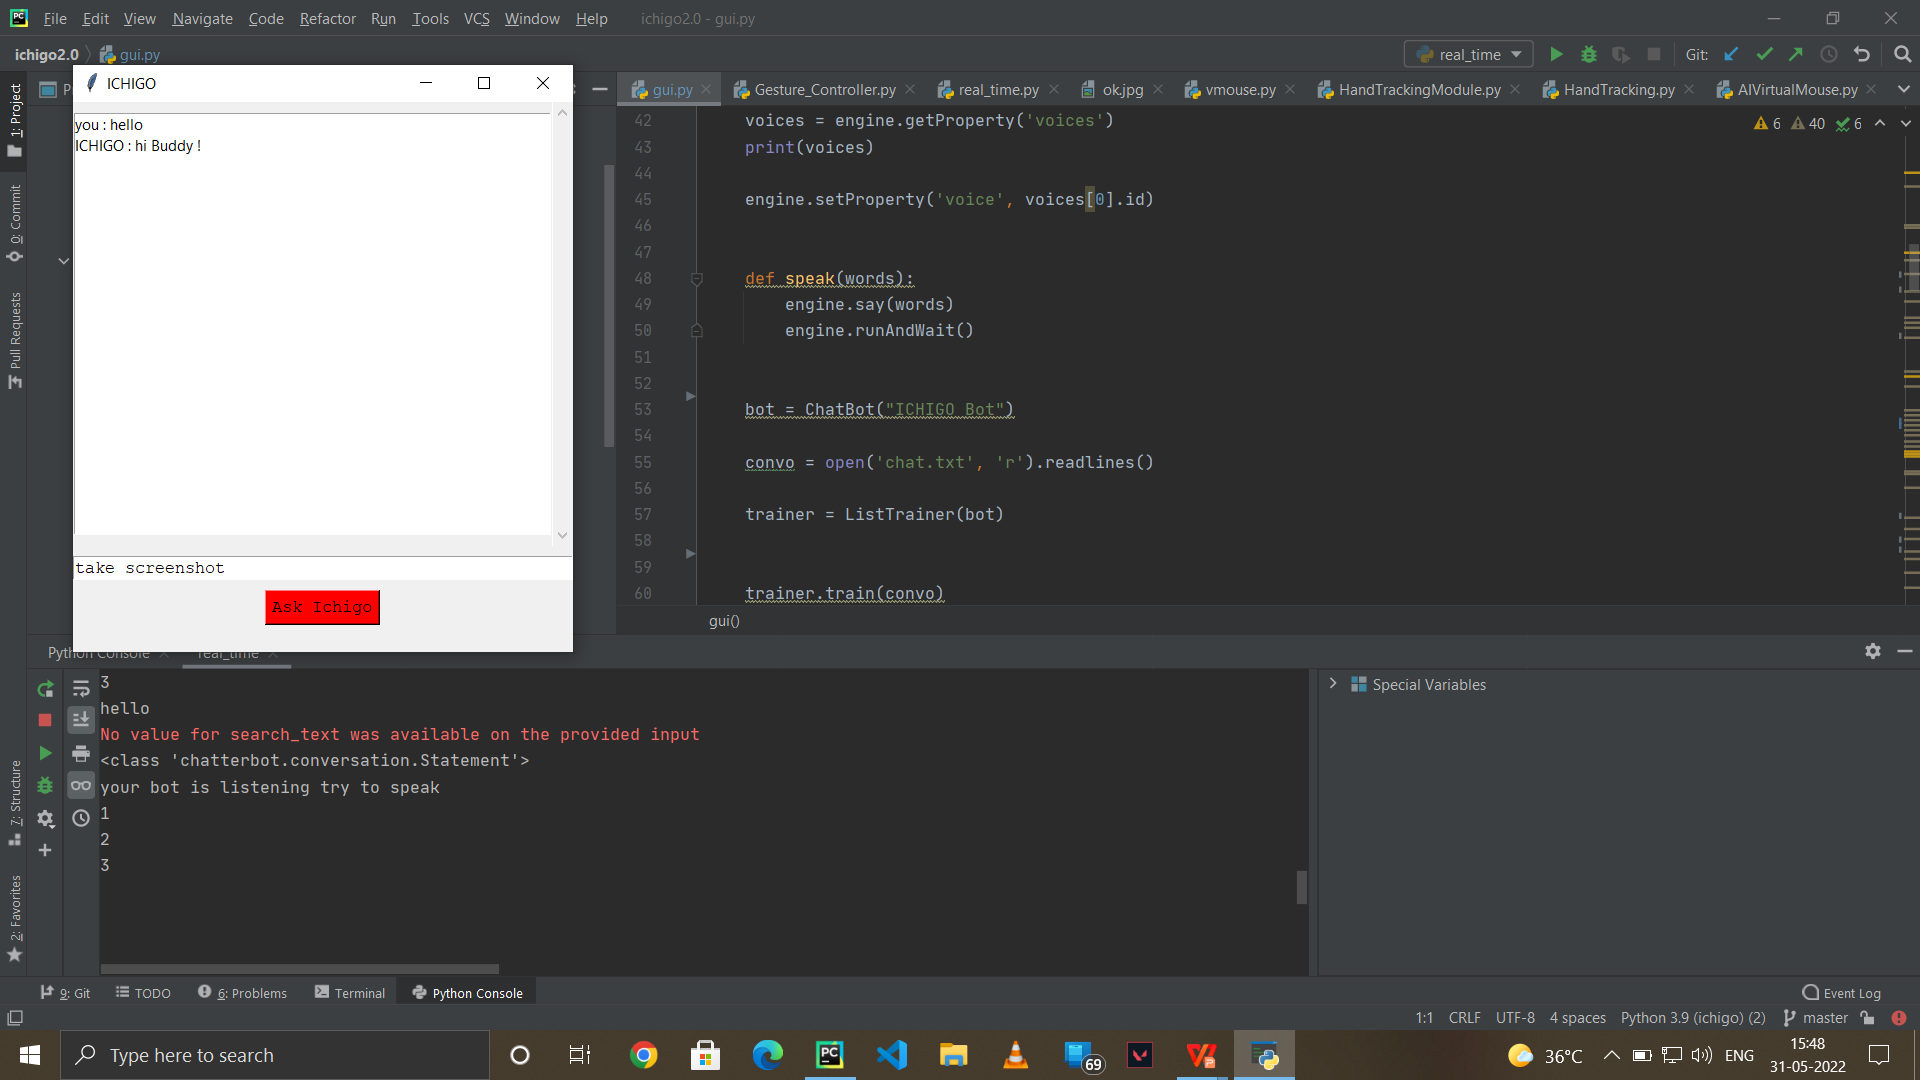 File Edit View Navigate Code Refactor Run Tools VCS Window Help ichigo2.0 - gui.py
ichigo2.0 gui.py
real_time Git:
ICHIGO
you : hello
ICHIGO : hi Buddy !
take screenshot
Ask Ichigo
1: Project
0: Commit
Pull Requests
7: Structure
2: Favorites
P
gui.py Gesture_Controller.py real_time.py ok.jpg vmouse.py HandTrackingModule.py HandTracking.py AIVirtualMouse.py
6 40 6
42 voices = engine.getProperty('voices')
43 print(voices)
44
45 engine.setProperty('voice', voices[0].id)
46
47
48 def speak(words):
49 engine.say(words)
50 engine.runAndWait()
51
52
53 bot = ChatBot("ICHIGO Bot")
54
55 convo = open('chat.txt', 'r').readlines()
56
57 trainer = ListTrainer(bot)
58
59
60 trainer.train(convo)
gui()
Python Console real_time
3
hello
No value for search_text was available on the provided input
<class 'chatterbot.conversation.Statement'>
your bot is listening try to speak
1
2
3
Special Variables
9: Git TODO 6: Problems Terminal Python Console Event Log
1:1 CRLF UTF-8 4 spaces Python 3.9 (ichigo) (2) master
Type here to search
69
36°C ENG
15:48
31-05-2022